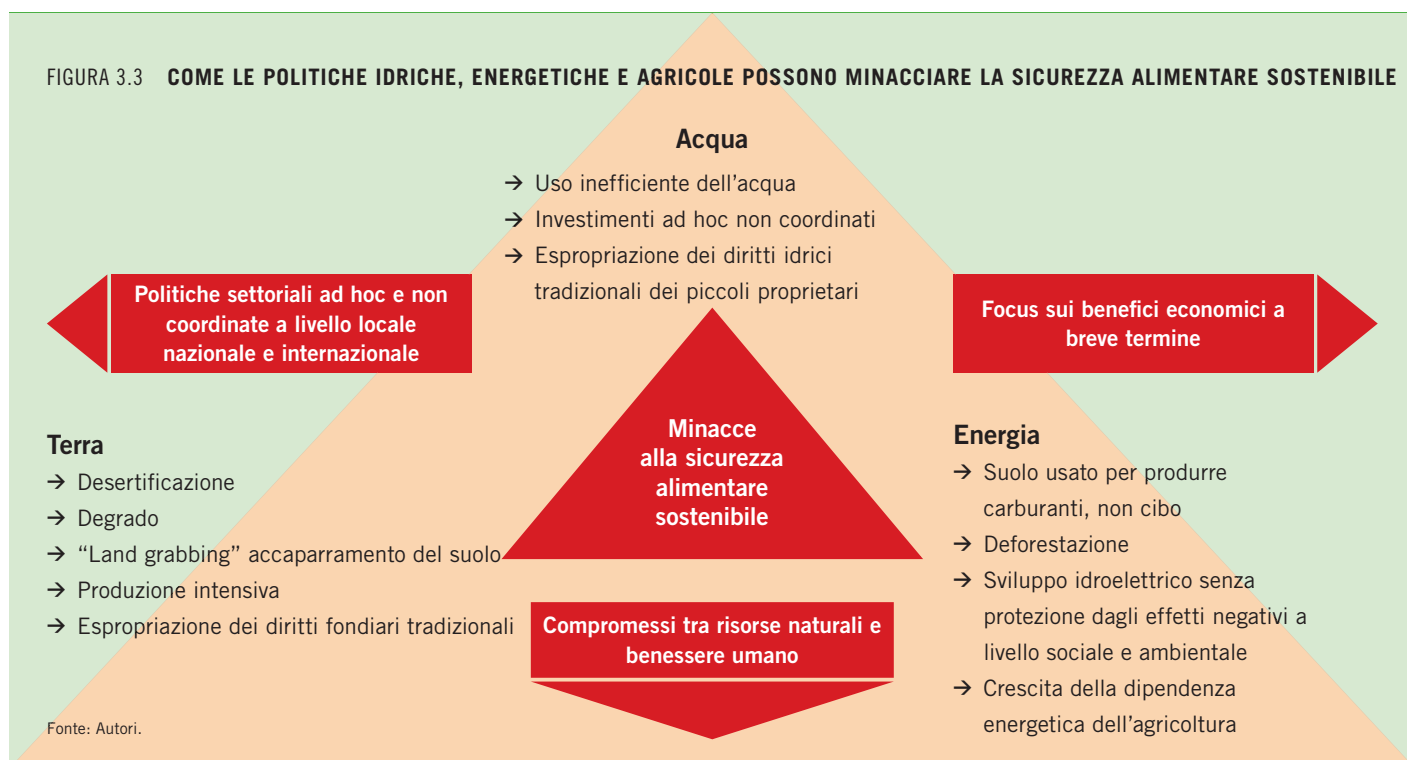 FIGURA 3.3 COME LE POLITICHE IDRICHE, ENERGETICHE E AGRICOLE POSSONO MINACCIARE LA SICUREZZA ALIMENTARE SOSTENIBILE
Acqua
→ Uso inefficiente dell’acqua
→ Investimenti ad hoc non coordinati
→ Espropriazione dei diritti idrici
tradizionali dei piccoli proprietari
Politiche settoriali ad hoc e non
coordinate a livello locale
nazionale e internazionale
Focus sui benefici economici a
breve termine
Minacce
alla sicurezza
alimentare
sostenibile
Terra
→ Desertificazione
→ Degrado
→ “Land grabbing” accaparramento del suolo
→ Produzione intensiva
→ Espropriazione dei diritti fondiari tradizionali
Energia
→ Suolo usato per produrre
carburanti, non cibo
→ Deforestazione
→ Sviluppo idroelettrico senza
protezione dagli effetti negativi a
livello sociale e ambientale
→ Crescita della dipendenza
energetica dell’agricoltura
Compromessi tra risorse naturali e
benessere umano
Fonte: Autori.